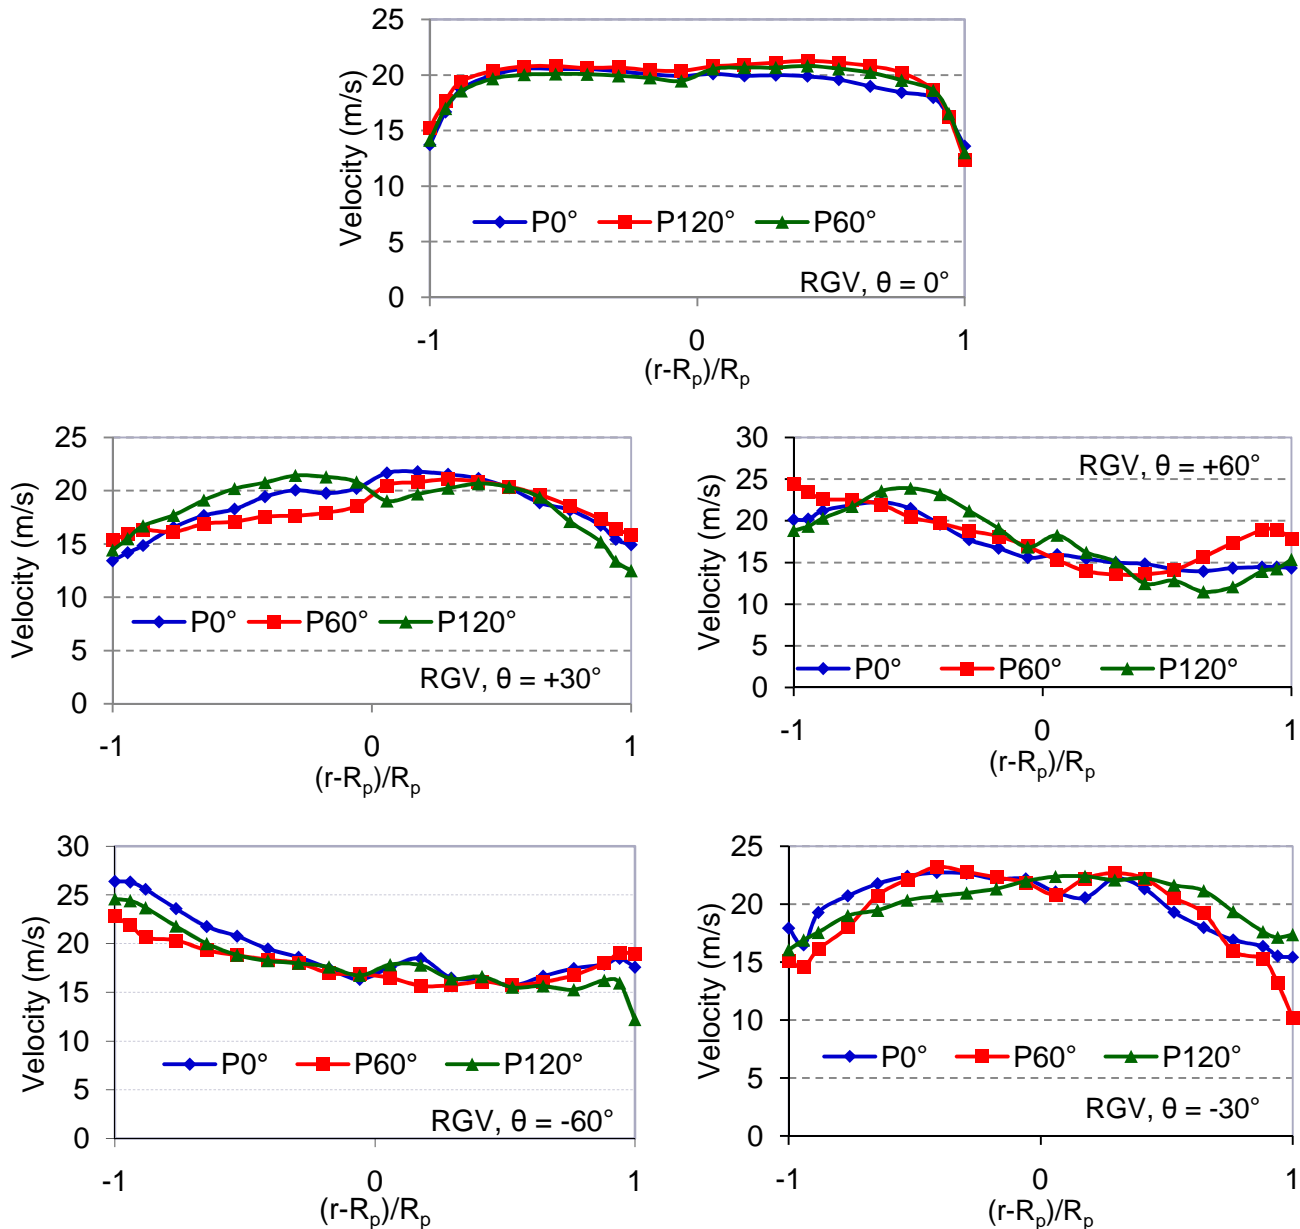 25
20
15
10
5
0
Velocity (m/s)
P0° P120° P60°
RGV, θ = 0°
-1 0 1
(r-Rp)/Rp
25
20
15
10
5
0
Velocity (m/s)
P0° P60° P120°
RGV, θ = +30°
-1 0 1
(r-Rp)/Rp
30
25
20
15
10
5
0
Velocity (m/s)
RGV, θ = +60°
P0° P60° P120°
-1 0 1
(r-Rp)/Rp
30
25
20
15
10
5
0
Velocity (m/s)
P0° P60° P120°
RGV, θ = -60°
-1 0 1
(r-Rp)/Rp
25
20
15
10
5
0
Velocity (m/s)
P0° P60° P120°
RGV, θ = -30°
-1 0 1
(r-Rp)/Rp